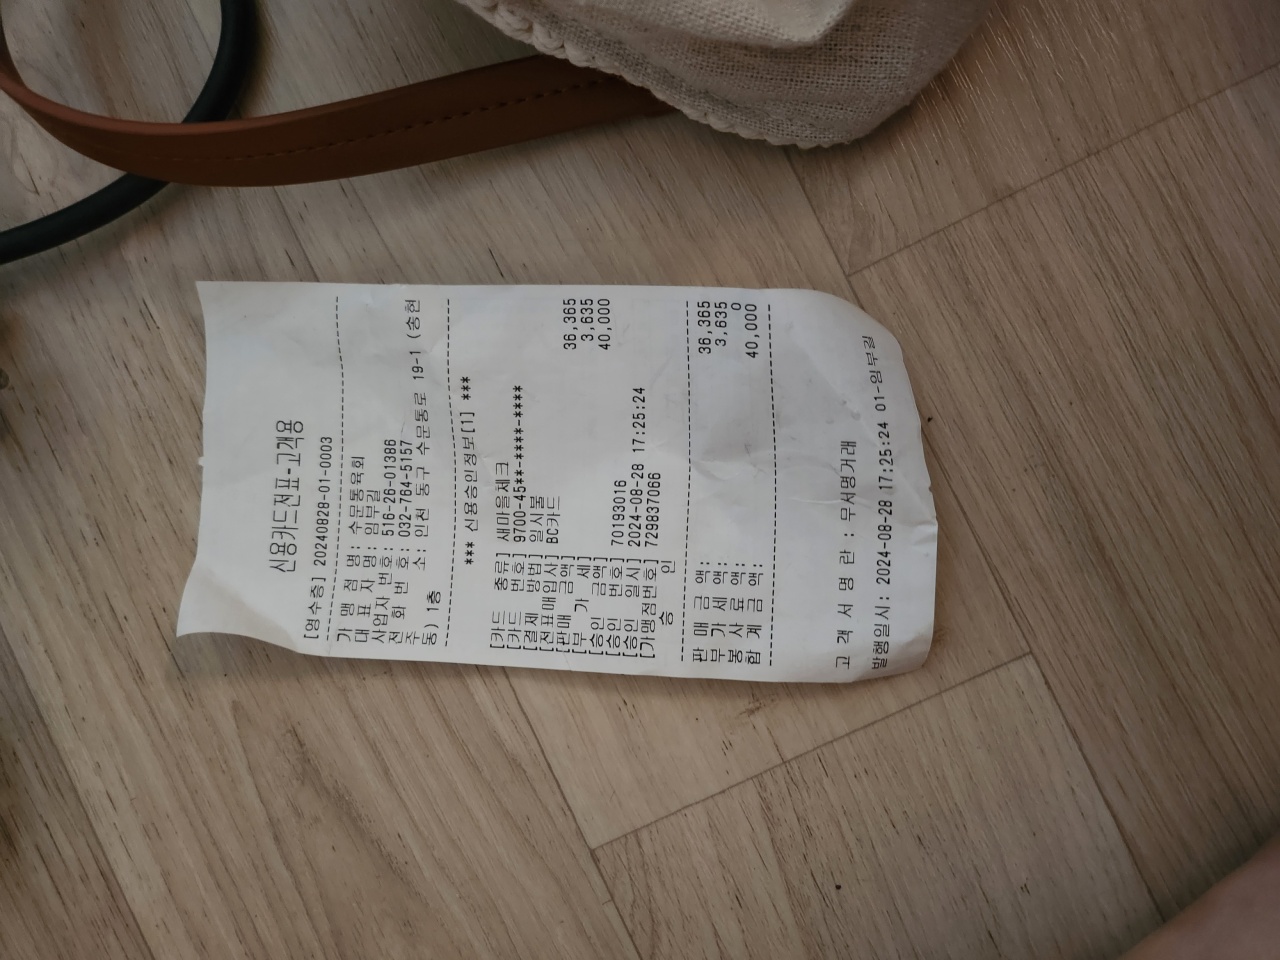 신용카드전표-고객용
[영수증] 20240828-01-0003
가 맹 점 명: 수문통육회
대 표 자 명: 임부길
사업자 번호: 516-26-01386
전 화 번 호: 032-764-5157
주 소: 인천 동구 수문통로 19-1 (송현
동) 1층
*** 신용승인정보[1] ***
[카드 종류] 새마을체크
[카드 번호] 9700-45**-****-****
[결제 방법] 일시불
[전표매입사] BC카드
[판매 금액] 36,365
[부 가 세] 3,635
[승인 금액] 40,000
[승인 번호] 70193016
[승인 일시] 2024-08-28 17:25:24
[가맹점번호] 729837066
승 인
판 매 금 액: 36,365
부 가 세 액: 3,635
봉 사 료 액: 0
합 계 금 액: 40,000
고 객 서 명 란 : 무서명거래
발행일시: 2024-08-28 17:25:24 01-임부길